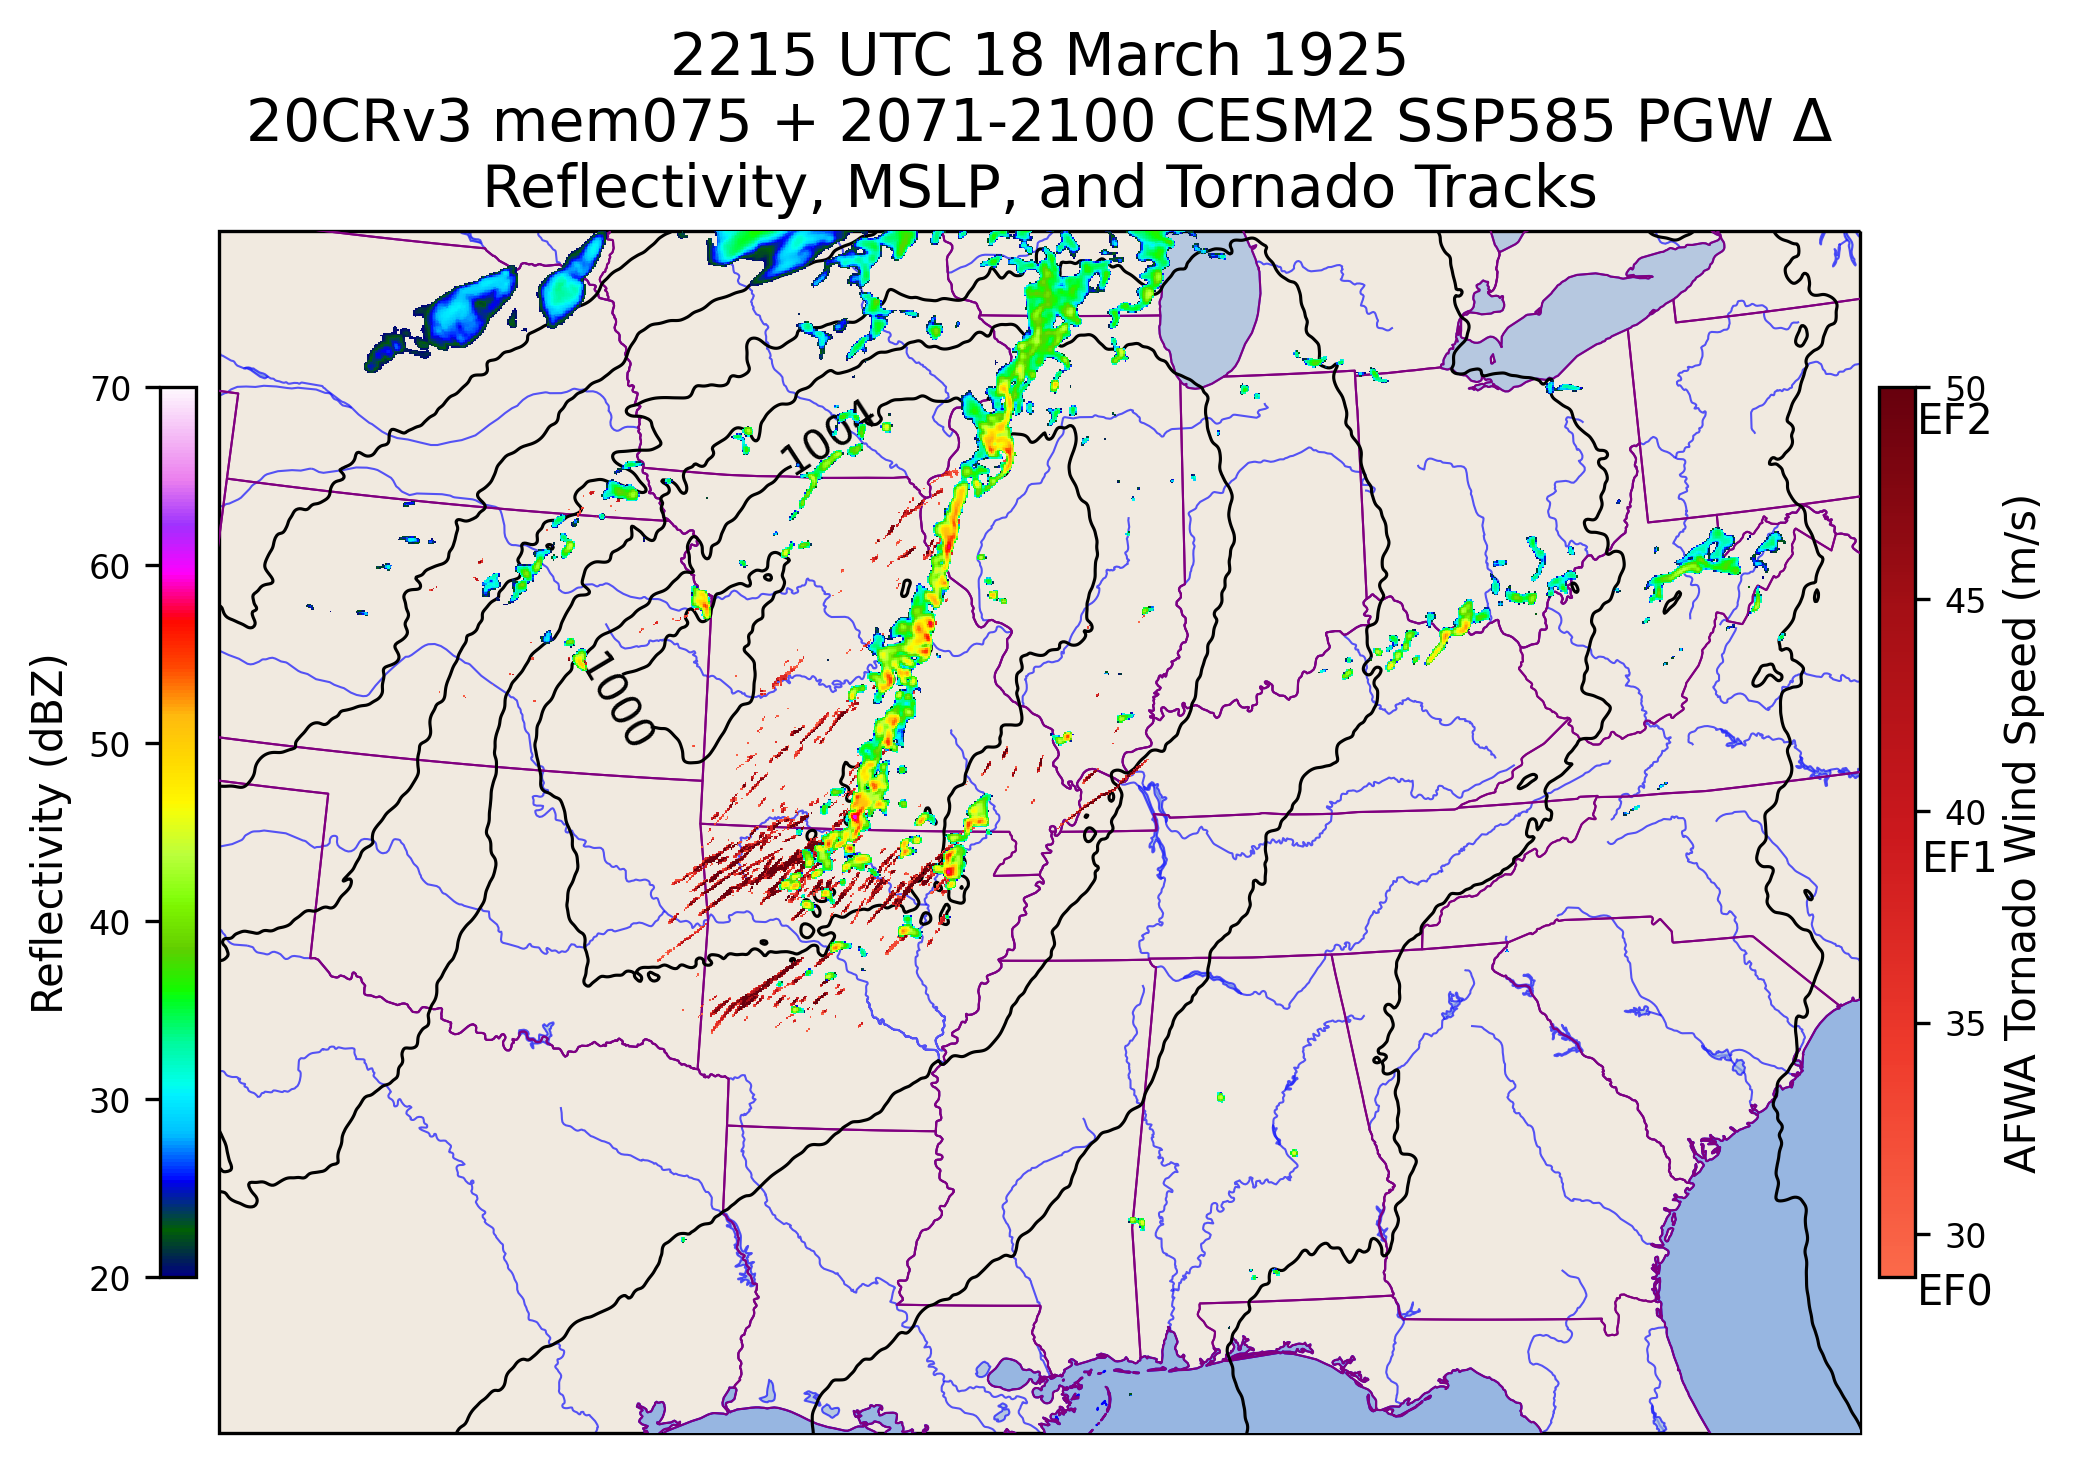 2215 UTC 18 March 1925
20CRv3 mem075 + 2071-2100 CESM2 SSP585 PGW Δ
Reflectivity, MSLP, and Tornado Tracks
70
60
50
40
30
20
Reflectivity (dBZ)
1004
1000
50
EF2
45
40
EF1
35
30
EF0
AFWA Tornado Wind Speed (m/s)